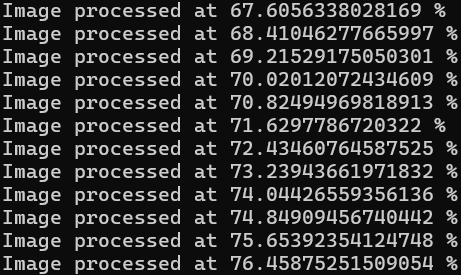 Image processed at 67.6056338028169 %
Image processed at 68.41046277665997 %
Image processed at 69.21529175050301 %
Image processed at 70.02012072434609 %
Image processed at 70.82494969818913 %
Image processed at 71.6297786720322 %
Image processed at 72.43460764587525 %
Image processed at 73.23943661971832 %
Image processed at 74.04426559356136 %
Image processed at 74.84909456740442 %
Image processed at 75.65392354124748 %
Image processed at 76.45875251509054 %